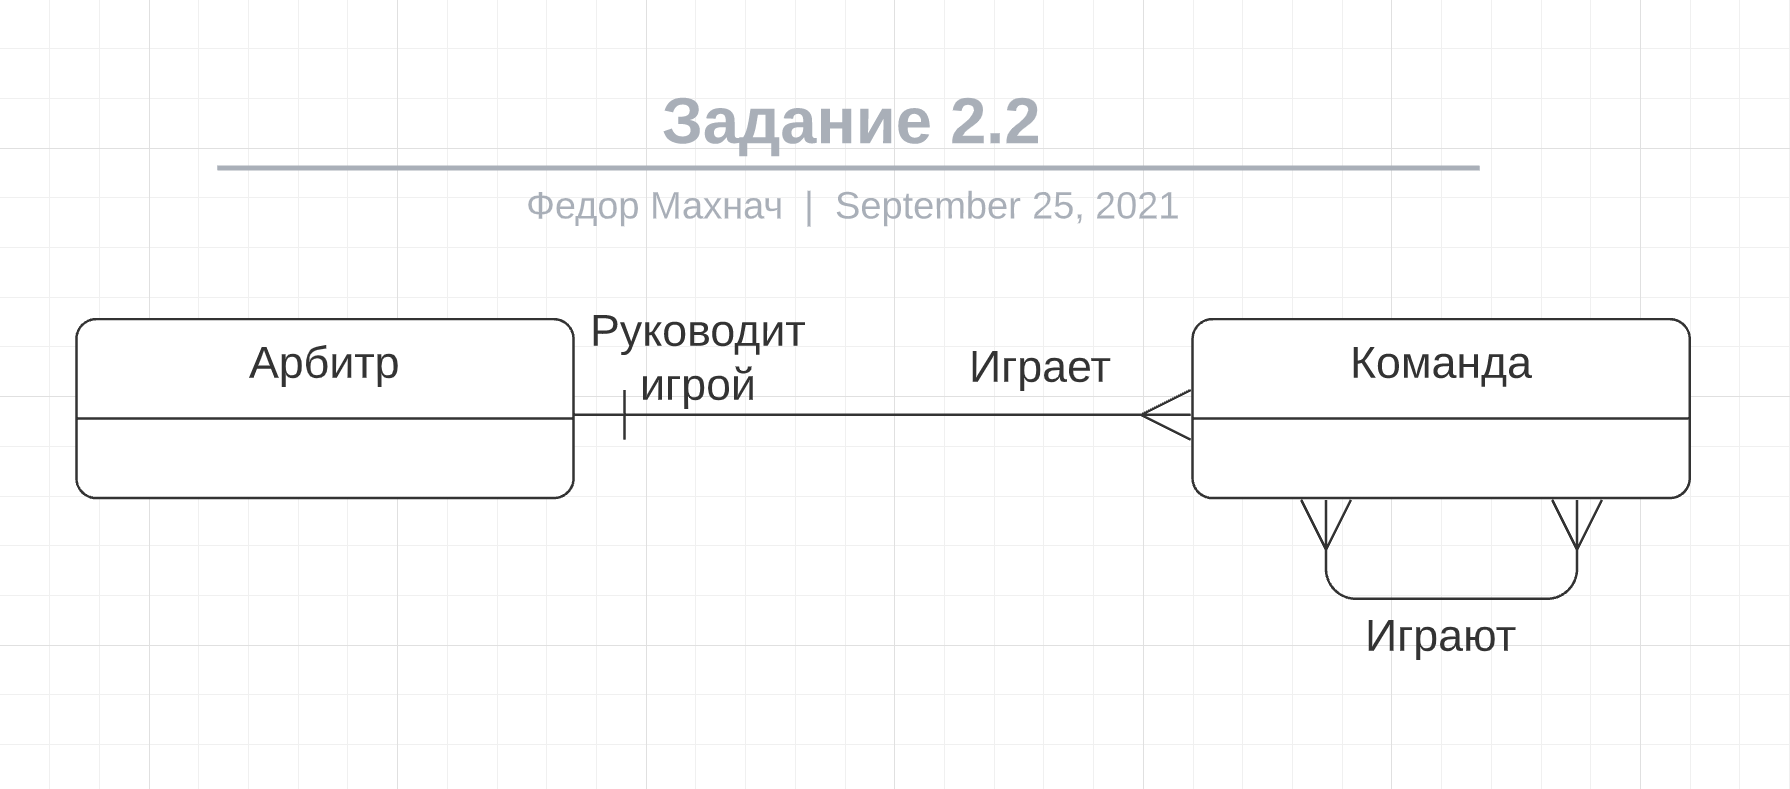 Задание 2.2
Федор Махнач | September 25, 2021
Арбитр
Руководит
игрой
Играет
Команда
Играют